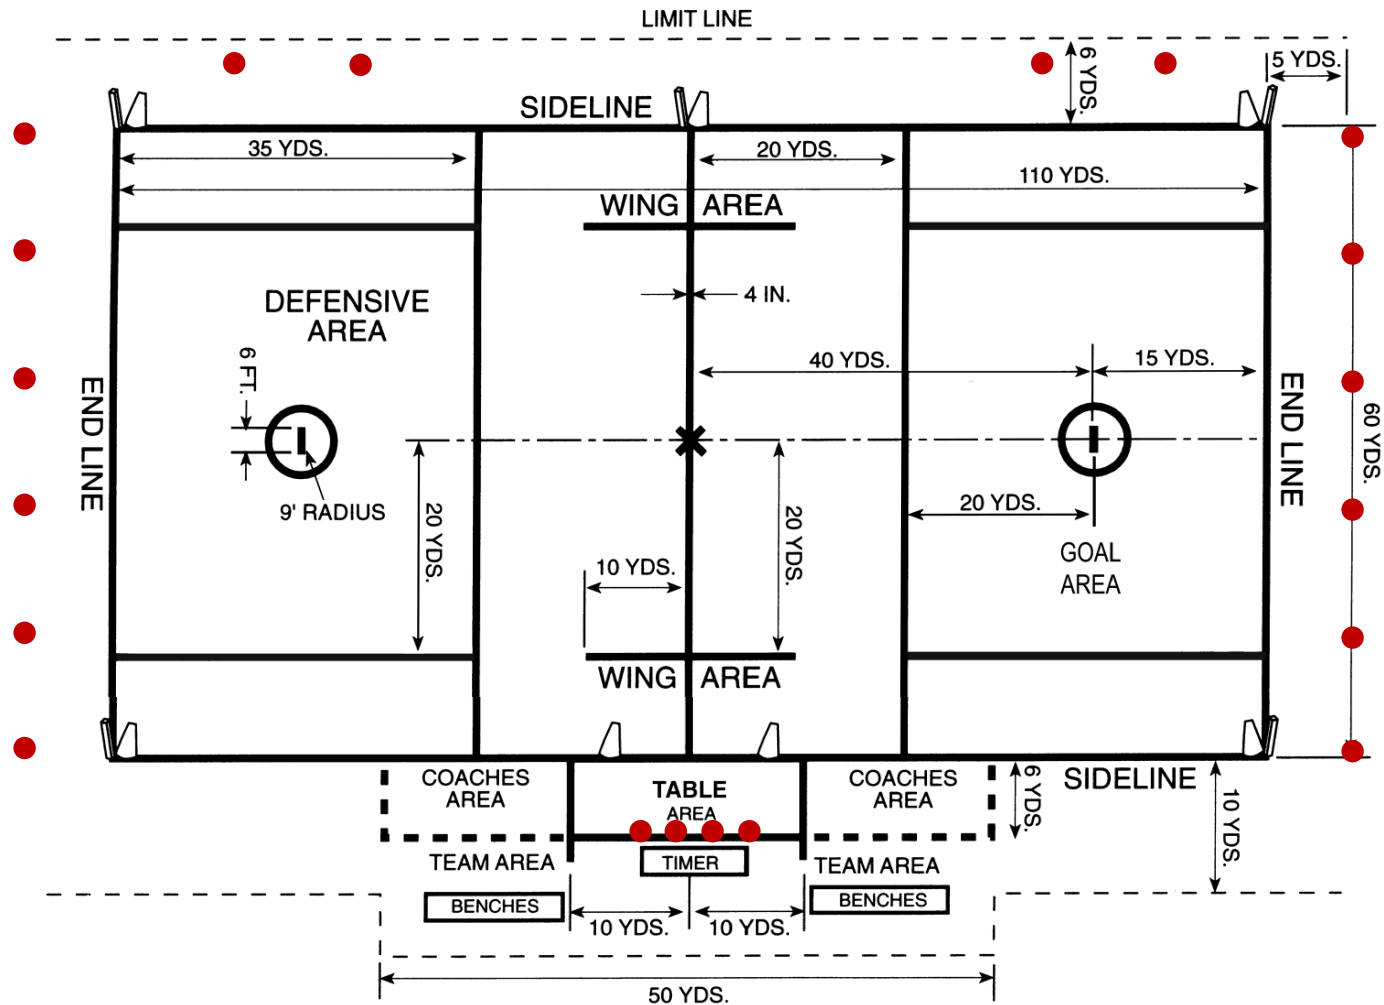 LIMIT LINE
6 YDS.
5 YDS.
SIDELINE
35 YDS.
20 YDS.
110 YDS.
WING AREA
4 IN.
DEFENSIVE
AREA
40 YDS.
15 YDS.
6 FT.
END LINE
END LINE
60 YDS.
9' RADIUS
20 YDS.
20 YDS.
20 YDS.
GOAL
AREA
10 YDS.
WING AREA
COACHES
AREA
TABLE
AREA
COACHES
AREA
6 YDS.
SIDELINE
10 YDS.
TEAM AREA
TIMER
TEAM AREA
BENCHES
BENCHES
10 YDS.
10 YDS.
50 YDS.